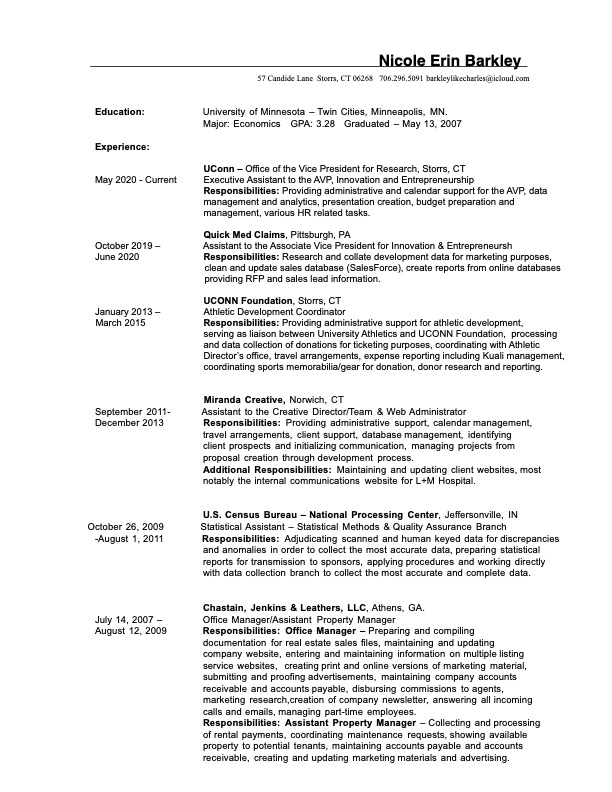 Nicole Erin Barkley
57 Candide Lane Storrs, CT 06268 706.296.5091 barkleylikecharles@icloud.com
Education: University of Minnesota – Twin Cities, Minneapolis, MN.
Major: Economics GPA: 3.28 Graduated – May 13, 2007
Experience:
UConn – Office of the Vice President for Research, Storrs, CT
May 2020 - Current Executive Assistant to the AVP, Innovation and Entrepreneurship
Responsibilities: Providing administrative and calendar support for the AVP, data
management and analytics, presentation creation, budget preparation and
management, various HR related tasks.
Quick Med Claims, Pittsburgh, PA
October 2019 – Assistant to the Associate Vice President for Innovation & Entrepreneursh
June 2020 Responsibilities: Research and collate development data for marketing purposes,
clean and update sales database (SalesForce), create reports from online databases
providing RFP and sales lead information.
UCONN Foundation, Storrs, CT
January 2013 – Athletic Development Coordinator
March 2015 Responsibilities: Providing administrative support for athletic development,
serving as liaison between University Athletics and UCONN Foundation, processing
and data collection of donations for ticketing purposes, coordinating with Athletic
Director's office, travel arrangements, expense reporting including Kuali management,
coordinating sports memorabilia/gear for donation, donor research and reporting.
Miranda Creative, Norwich, CT
September 2011- Assistant to the Creative Director/Team & Web Administrator
December 2013 Responsibilities: Providing administrative support, calendar management,
travel arrangements, client support, database management, identifying
client prospects and initializing communication, managing projects from
proposal creation through development process.
Additional Responsibilities: Maintaining and updating client websites, most
notably the internal communications website for L+M Hospital.
U.S. Census Bureau – National Processing Center, Jeffersonville, IN
October 26, 2009 Statistical Assistant – Statistical Methods & Quality Assurance Branch
-August 1, 2011 Responsibilities: Adjudicating scanned and human keyed data for discrepancies
and anomalies in order to collect the most accurate data, preparing statistical
reports for transmission to sponsors, applying procedures and working directly
with data collection branch to collect the most accurate and complete data.
Chastain, Jenkins & Leathers, LLC, Athens, GA.
July 14, 2007 – Office Manager/Assistant Property Manager
August 12, 2009 Responsibilities: Office Manager – Preparing and compiling
documentation for real estate sales files, maintaining and updating
company website, entering and maintaining information on multiple listing
service websites, creating print and online versions of marketing material,
submitting and proofing advertisements, maintaining company accounts
receivable and accounts payable, disbursing commissions to agents,
marketing research,creation of company newsletter, answering all incoming
calls and emails, managing part-time employees.
Responsibilities: Assistant Property Manager – Collecting and processing
of rental payments, coordinating maintenance requests, showing available
property to potential tenants, maintaining accounts payable and accounts
receivable, creating and updating marketing materials and advertising.